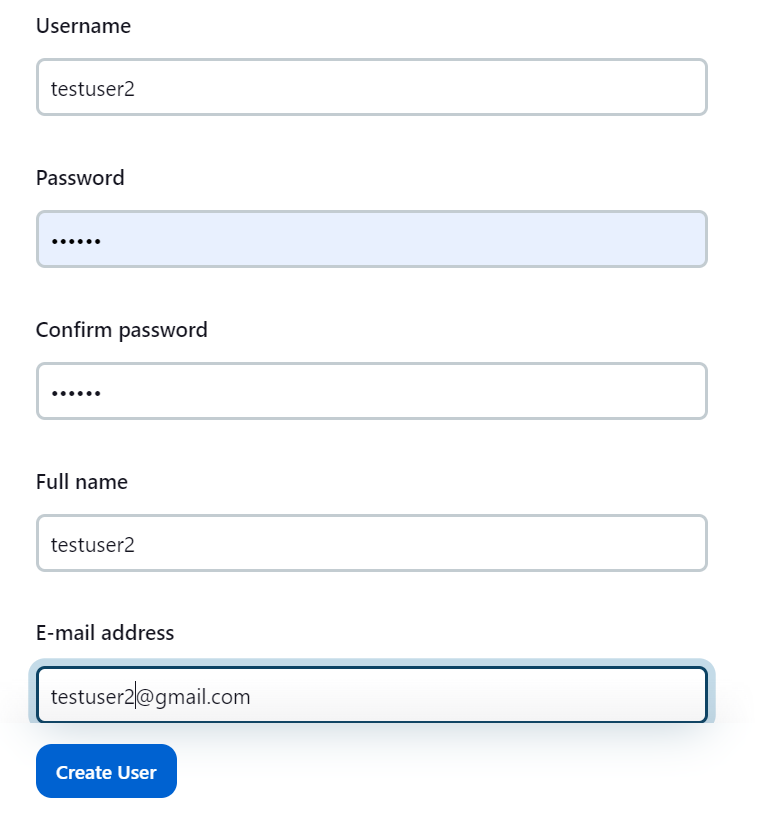 Username
testuser2
Password
••••••
Confirm password
••••••
Full name
testuser2
E-mail address
testuser2@gmail.com
Create User